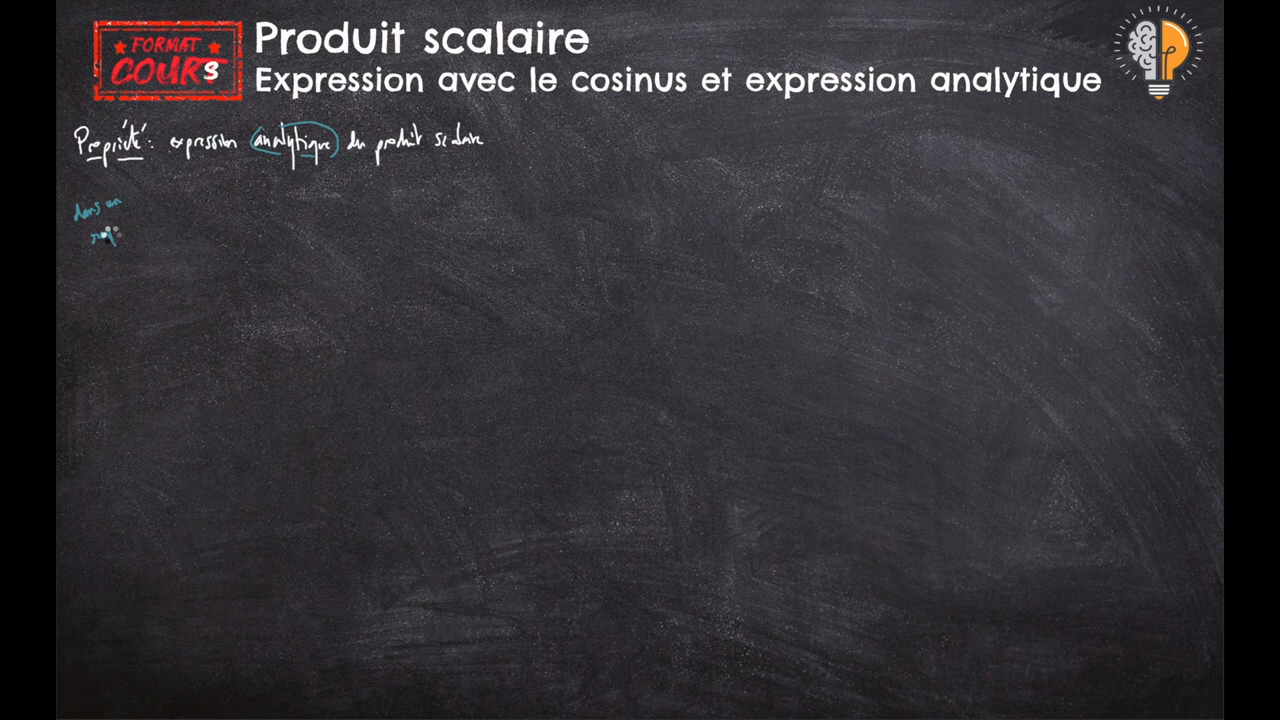 Produit scalaire
FORMAT
COURS
Expression avec le cosinus et expression analytique
Propriété : expression analytique du produit scalaire
dans un